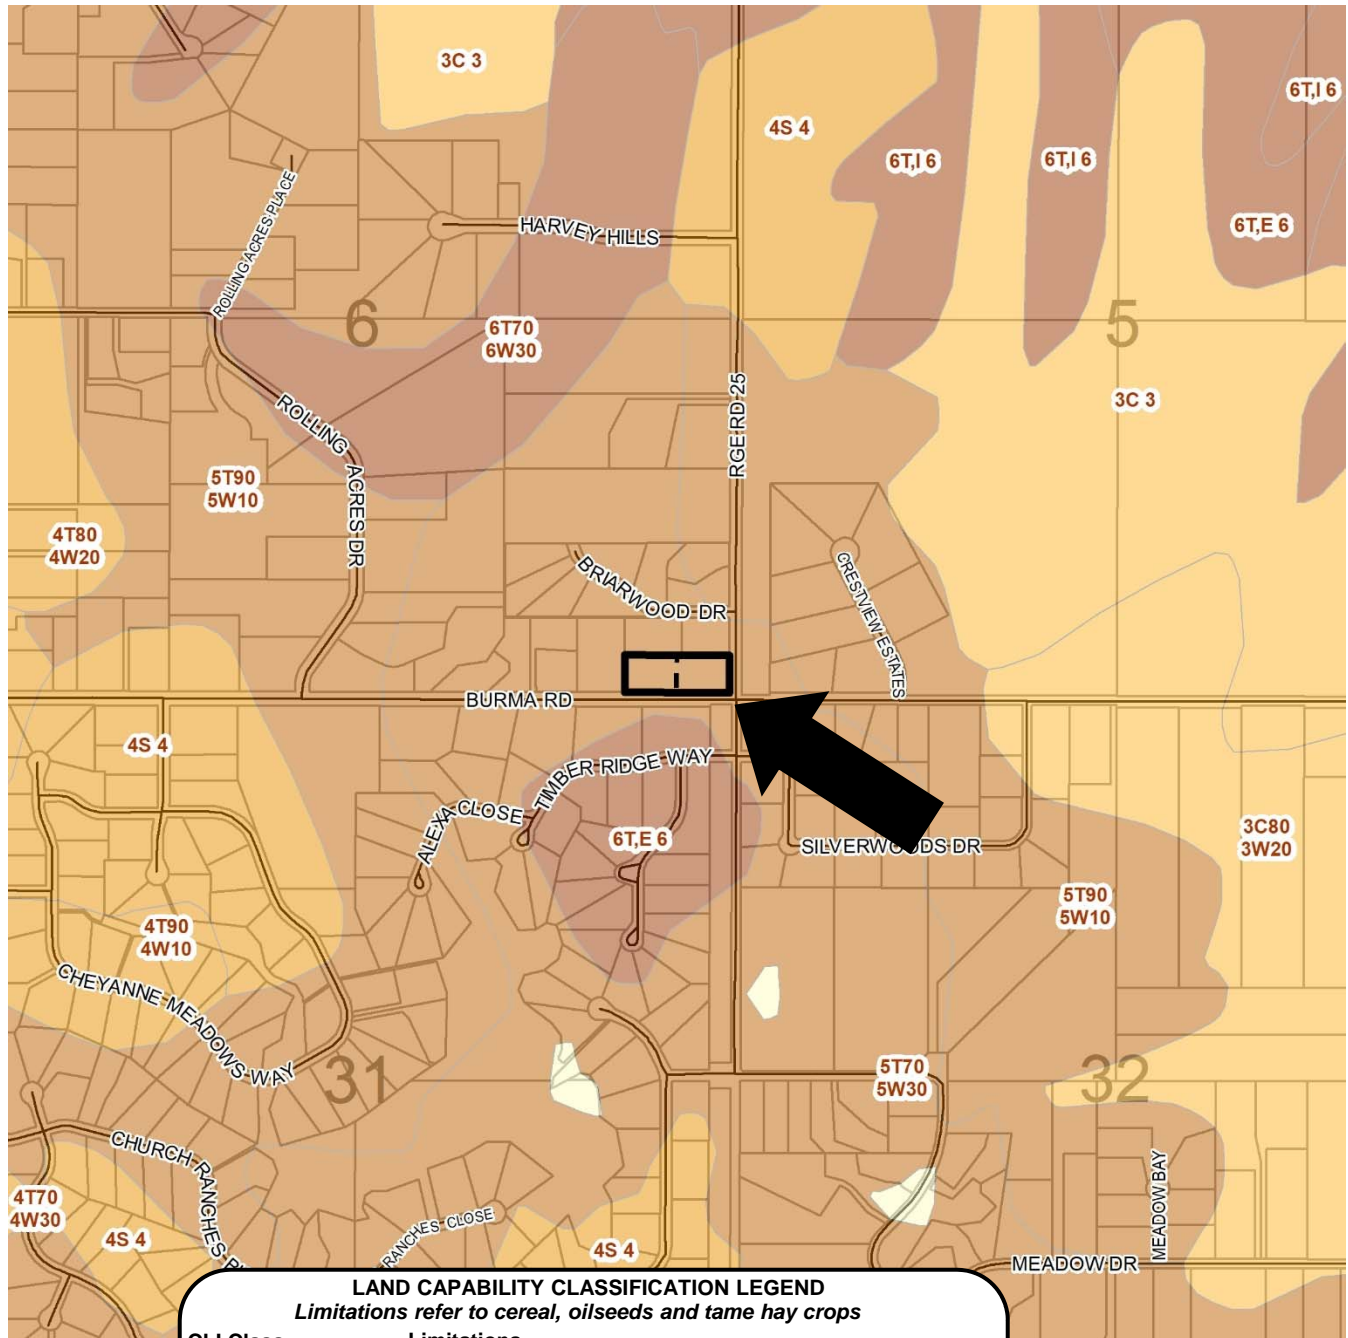 3C 3
6T,I 6
4S 4
6T,I 6
6T,I 6
ROLLING ACRES PLACE
HARVEY HILLS
6T,E 6
6
5
6T70
6W30
RGE RD 25
3C 3
ROLLING ACRES DR
5T90
5W10
4T80
4W20
BRIARWOOD DR
CRESTVIEW ESTATES
BURMA RD
4S 4
TIMBER RIDGE WAY
ALEXA CLOSE
6T,E 6
SILVERWOODS DR
3C80
3W20
5T90
5W10
4T90
4W10
CHEYANNE MEADOWS WAY
31
5T70
5W30
32
CHURCH RANCHES
MEADOW BAY
4T70
4W30
RANCHES CLOSE
4S 4
4S 4
MEADOW DR
LAND CAPABILITY CLASSIFICATION LEGEND
Limitations refer to cereal, oilseeds and tame hay crops
CLI Class Limitations